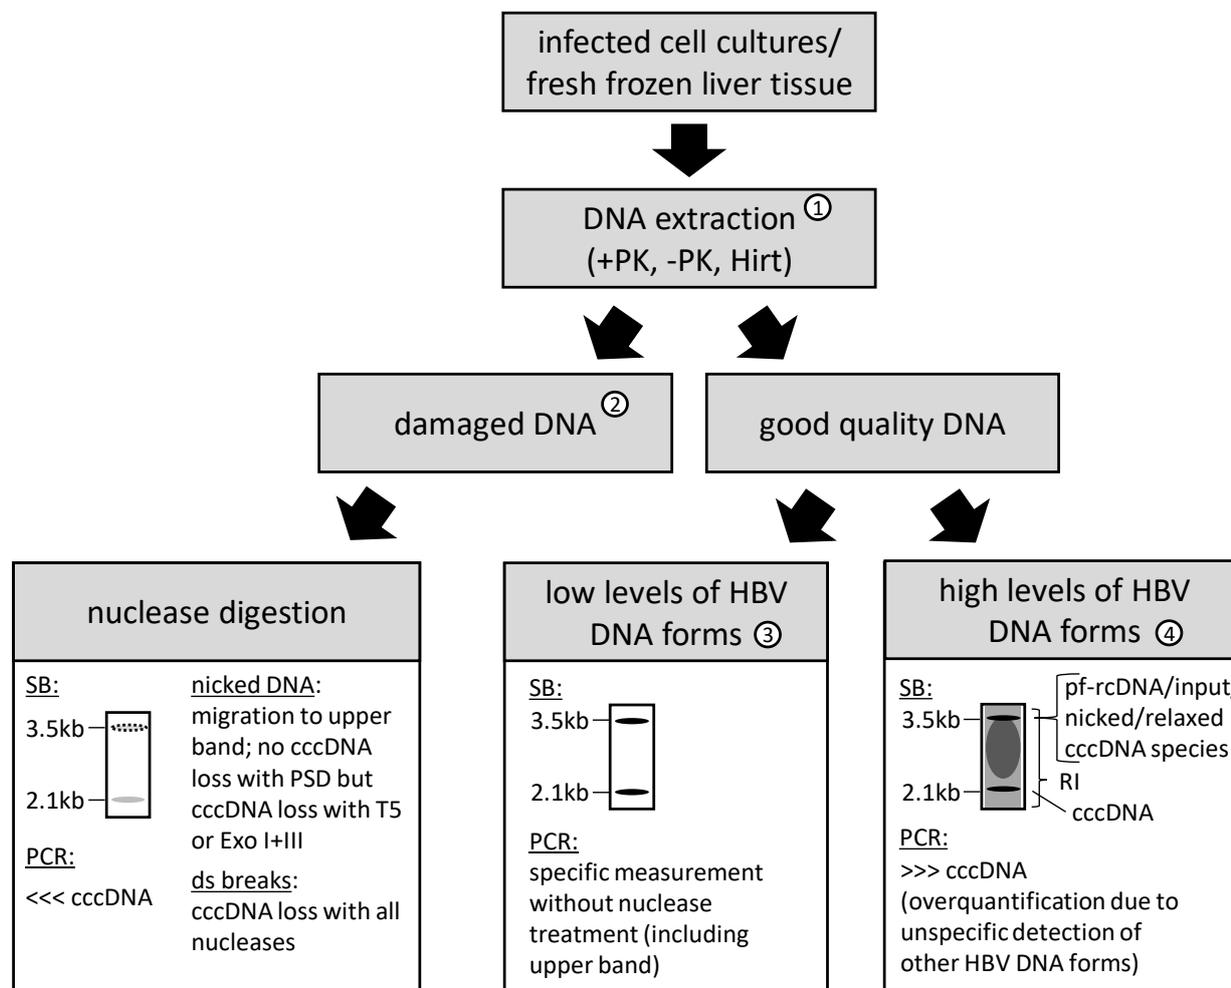 infected cell cultures/
fresh frozen liver tissue
DNA extraction ①
(+PK, -PK, Hirt)
damaged DNA ②
good quality DNA
nuclease digestion
SB:
3.5kb
2.1kb
PCR:
<<< cccDNA
nicked DNA:
migration to upper
band; no cccDNA
loss with PSD but
cccDNA loss with T5
or Exo I+III
ds breaks:
cccDNA loss with all
nucleases
low levels of HBV
DNA forms ③
SB:
3.5kb
2.1kb
PCR:
specific measurement
without nuclease
treatment (including
upper band)
high levels of HBV
DNA forms ④
SB:
3.5kb
2.1kb
pf-rcDNA/input,
nicked/relaxed
cccDNA species
RI
cccDNA
PCR:
>>> cccDNA
(overquantification due to
unspecific detection of
other HBV DNA forms)